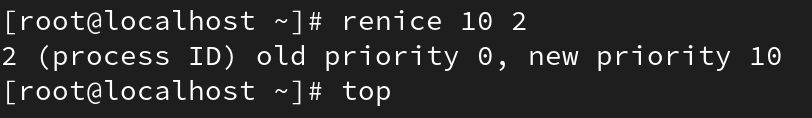 [root@localhost ~]# renice 10 2
2 (process ID) old priority 0, new priority 10
[root@localhost ~]# top